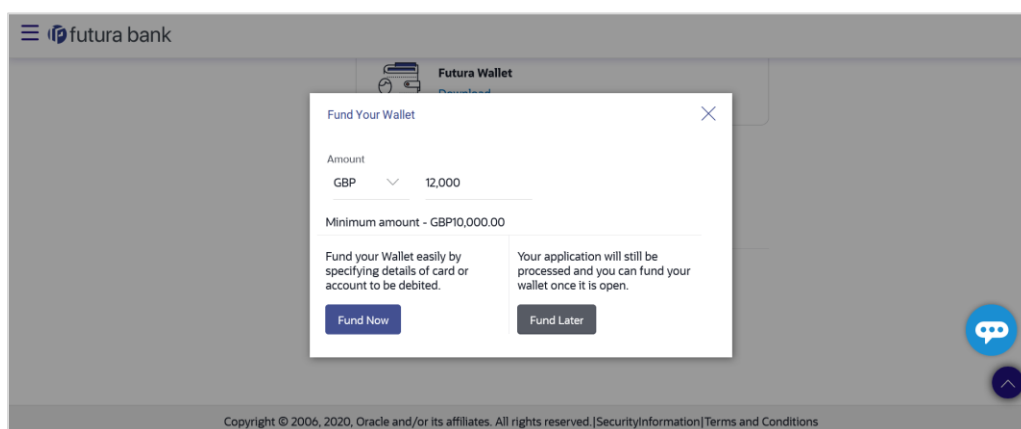 futura bank
Futura Wallet
Download
Fund Your Wallet
Amount
GBP 12,000
Minimum amount - GBP10,000.00
Fund your Wallet easily by
specifying details of card or
account to be debited.
Fund Now
Your application will still be
processed and you can fund your
wallet once it is open.
Fund Later
Copyright © 2006, 2020, Oracle and/or its affiliates. All rights reserved.|SecurityInformation|Terms and Conditions